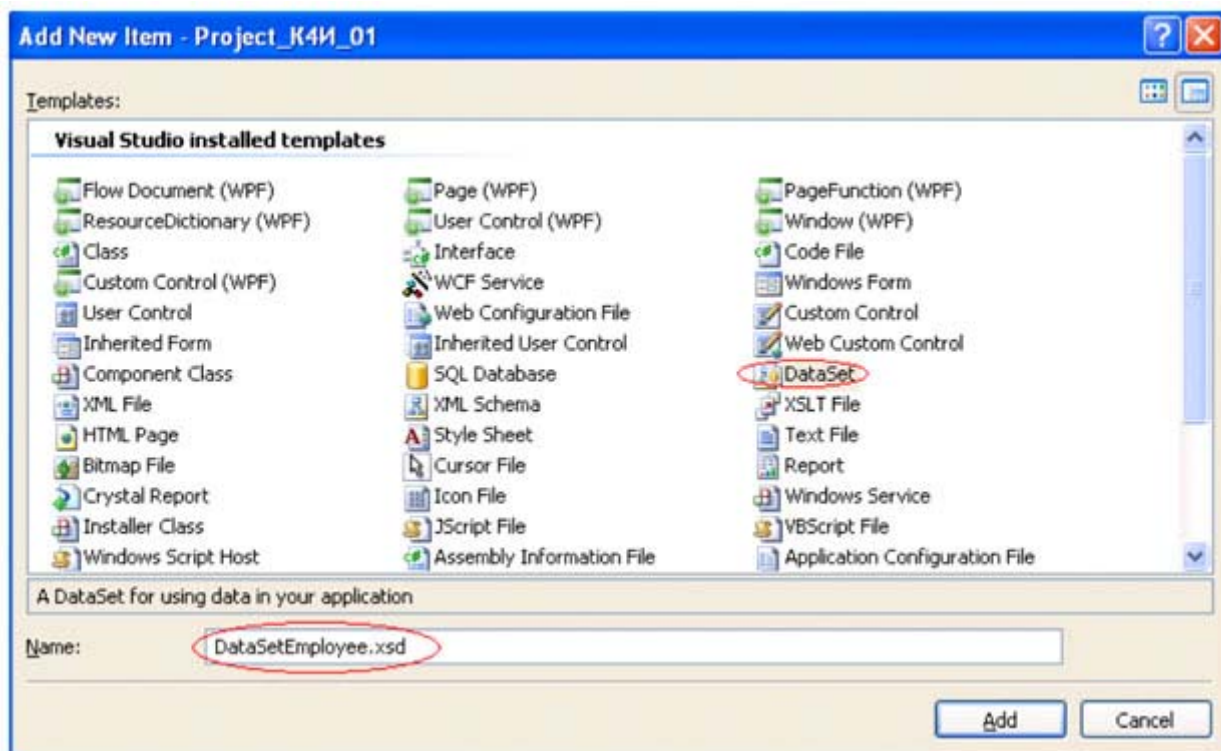 Add New Item - Project_К4И_01
Templates:
Visual Studio installed templates
Flow Document (WPF) Page (WPF) PageFunction (WPF)
ResourceDictionary (WPF) User Control (WPF) Window (WPF)
Class Interface Code File
Custom Control (WPF) WCF Service Windows Form
User Control Web Configuration File Custom Control
Inherited Form Inherited User Control Web Custom Control
Component Class SQL Database DataSet
XML File XML Schema XSLT File
HTML Page Style Sheet Text File
Bitmap File Cursor File Report
Crystal Report Icon File Windows Service
Installer Class JScript File VBScript File
Windows Script Host Assembly Information File Application Configuration File
A DataSet for using data in your application
Name: DataSetEmployee.xsd
Add Cancel